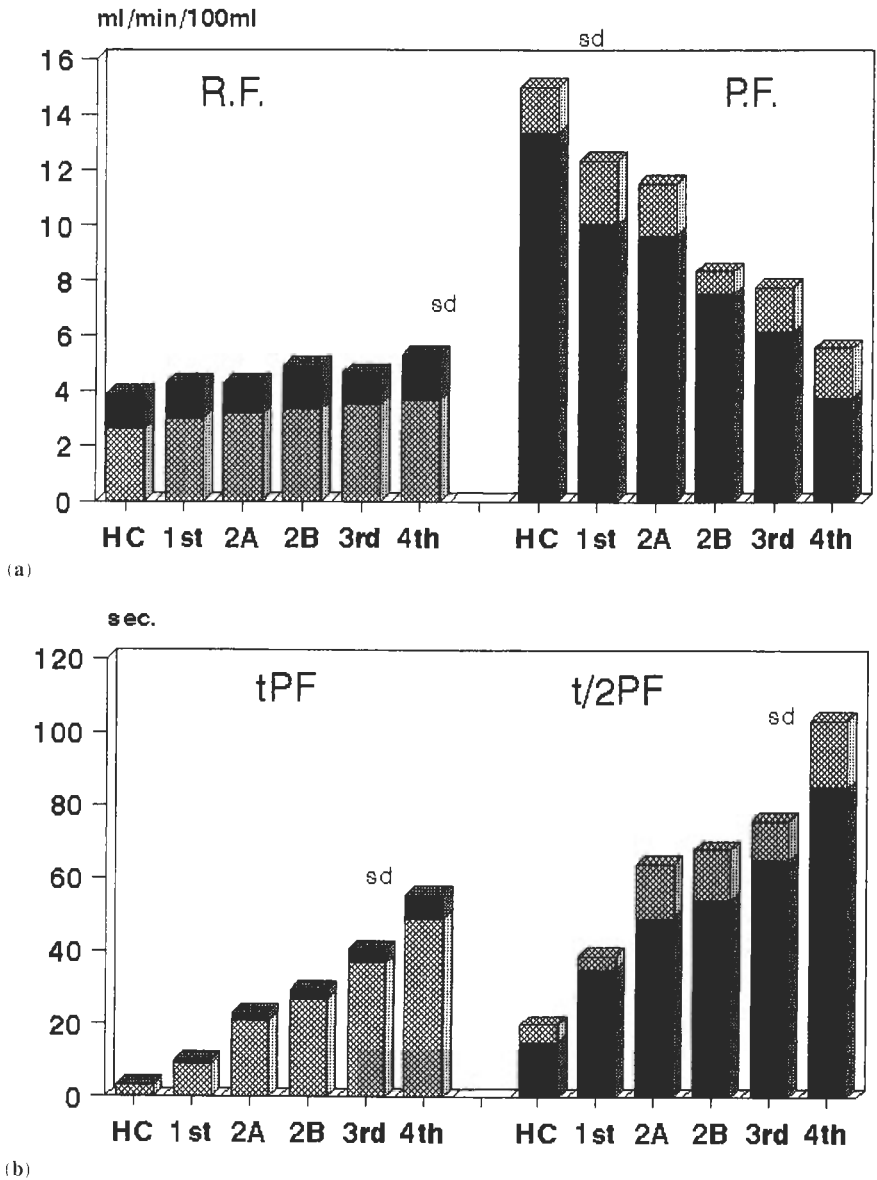 ml/min/100ml
sd
16
R.F. P.F.
14
12
10
8
sd
6
4
2
0
HC 1st 2A 2B 3rd 4th HC 1st 2A 2B 3rd 4th
(a)
sec.
120
tPF t/2PF
sd
100
80
60
sd
40
20
0
HC 1st 2A 2B 3rd 4th HC 1st 2A 2B 3rd 4th
(b)